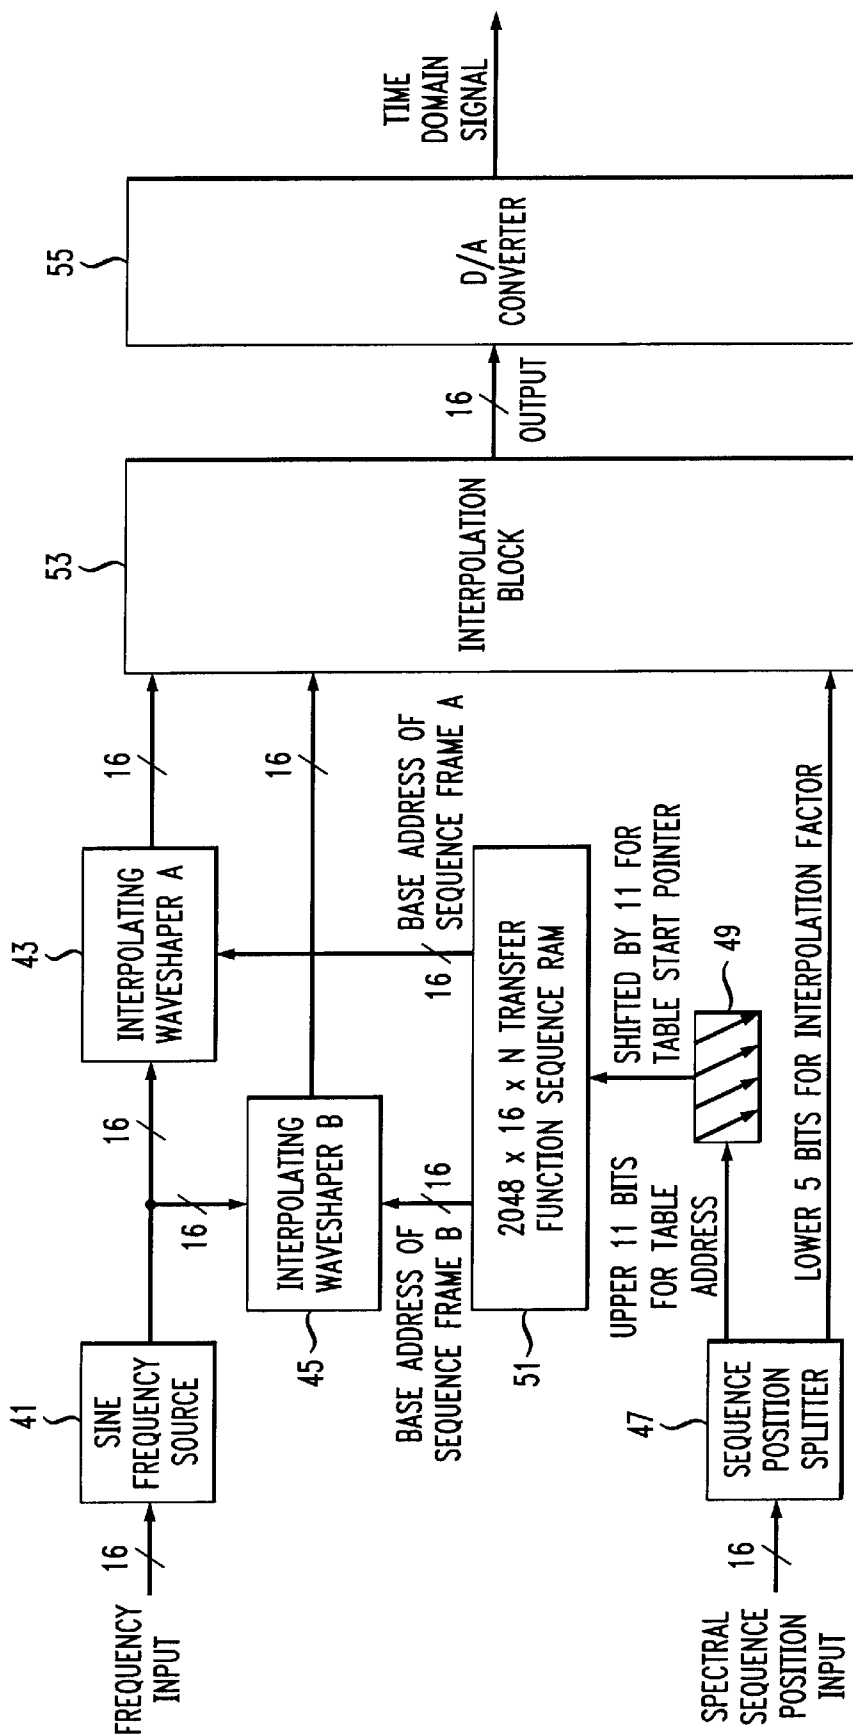 FREQUENCY
INPUT
16
41
SINE
FREQUENCY
SOURCE
16
16
43
INTERPOLATING
WAVESHAPER A
16
45
INTERPOLATING
WAVESHAPER B
16
BASE ADDRESS OF
SEQUENCE FRAME B
16
BASE ADDRESS OF
SEQUENCE FRAME A
16
51
2048 x 16 x N TRANSFER
FUNCTION SEQUENCE RAM
UPPER 11 BITS
FOR TABLE
ADDRESS
SHIFTED BY 11 FOR
TABLE START POINTER
49
SPECTRAL
SEQUENCE
POSITION
INPUT
16
47
SEQUENCE
POSITION
SPLITTER
LOWER 5 BITS FOR INTERPOLATION FACTOR
53
INTERPOLATION
BLOCK
16
OUTPUT
55
D/A
CONVERTER
TIME
DOMAIN
SIGNAL